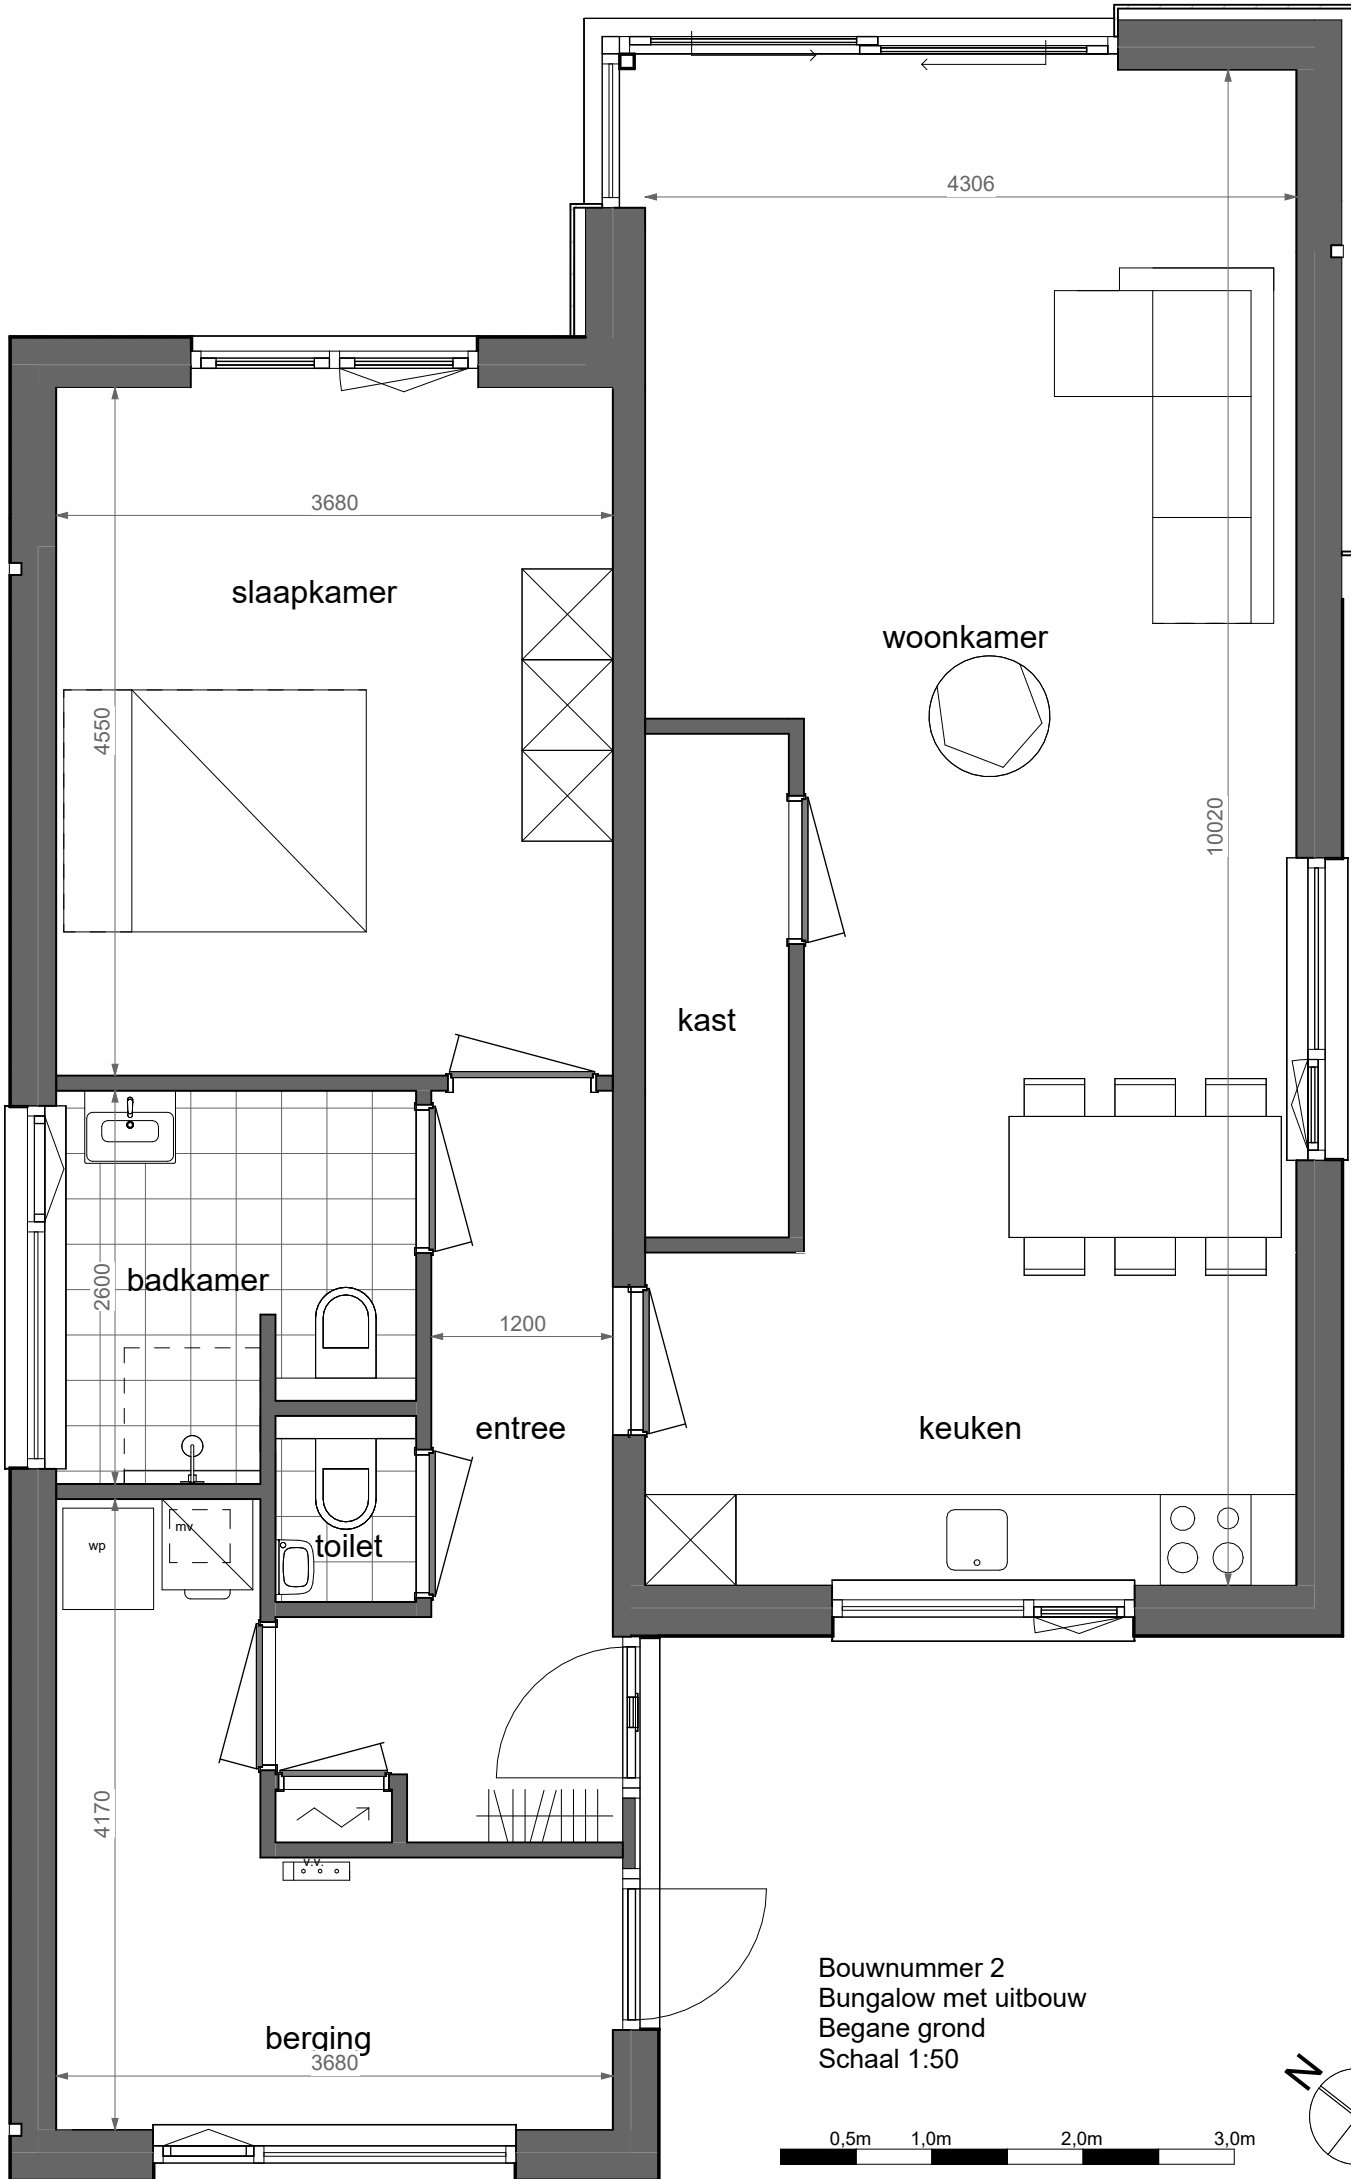 4306
3680
slaapkamer
woonkamer
4550
10020
kast
badkamer
2600
1200
entree
keuken
mv
wp
toilet
4170
v.v.
Bouwnummer 2
Bungalow met uitbouw
Begane grond
Schaal 1:50
berging
3680
N
0,5m 1,0m 2,0m 3,0m